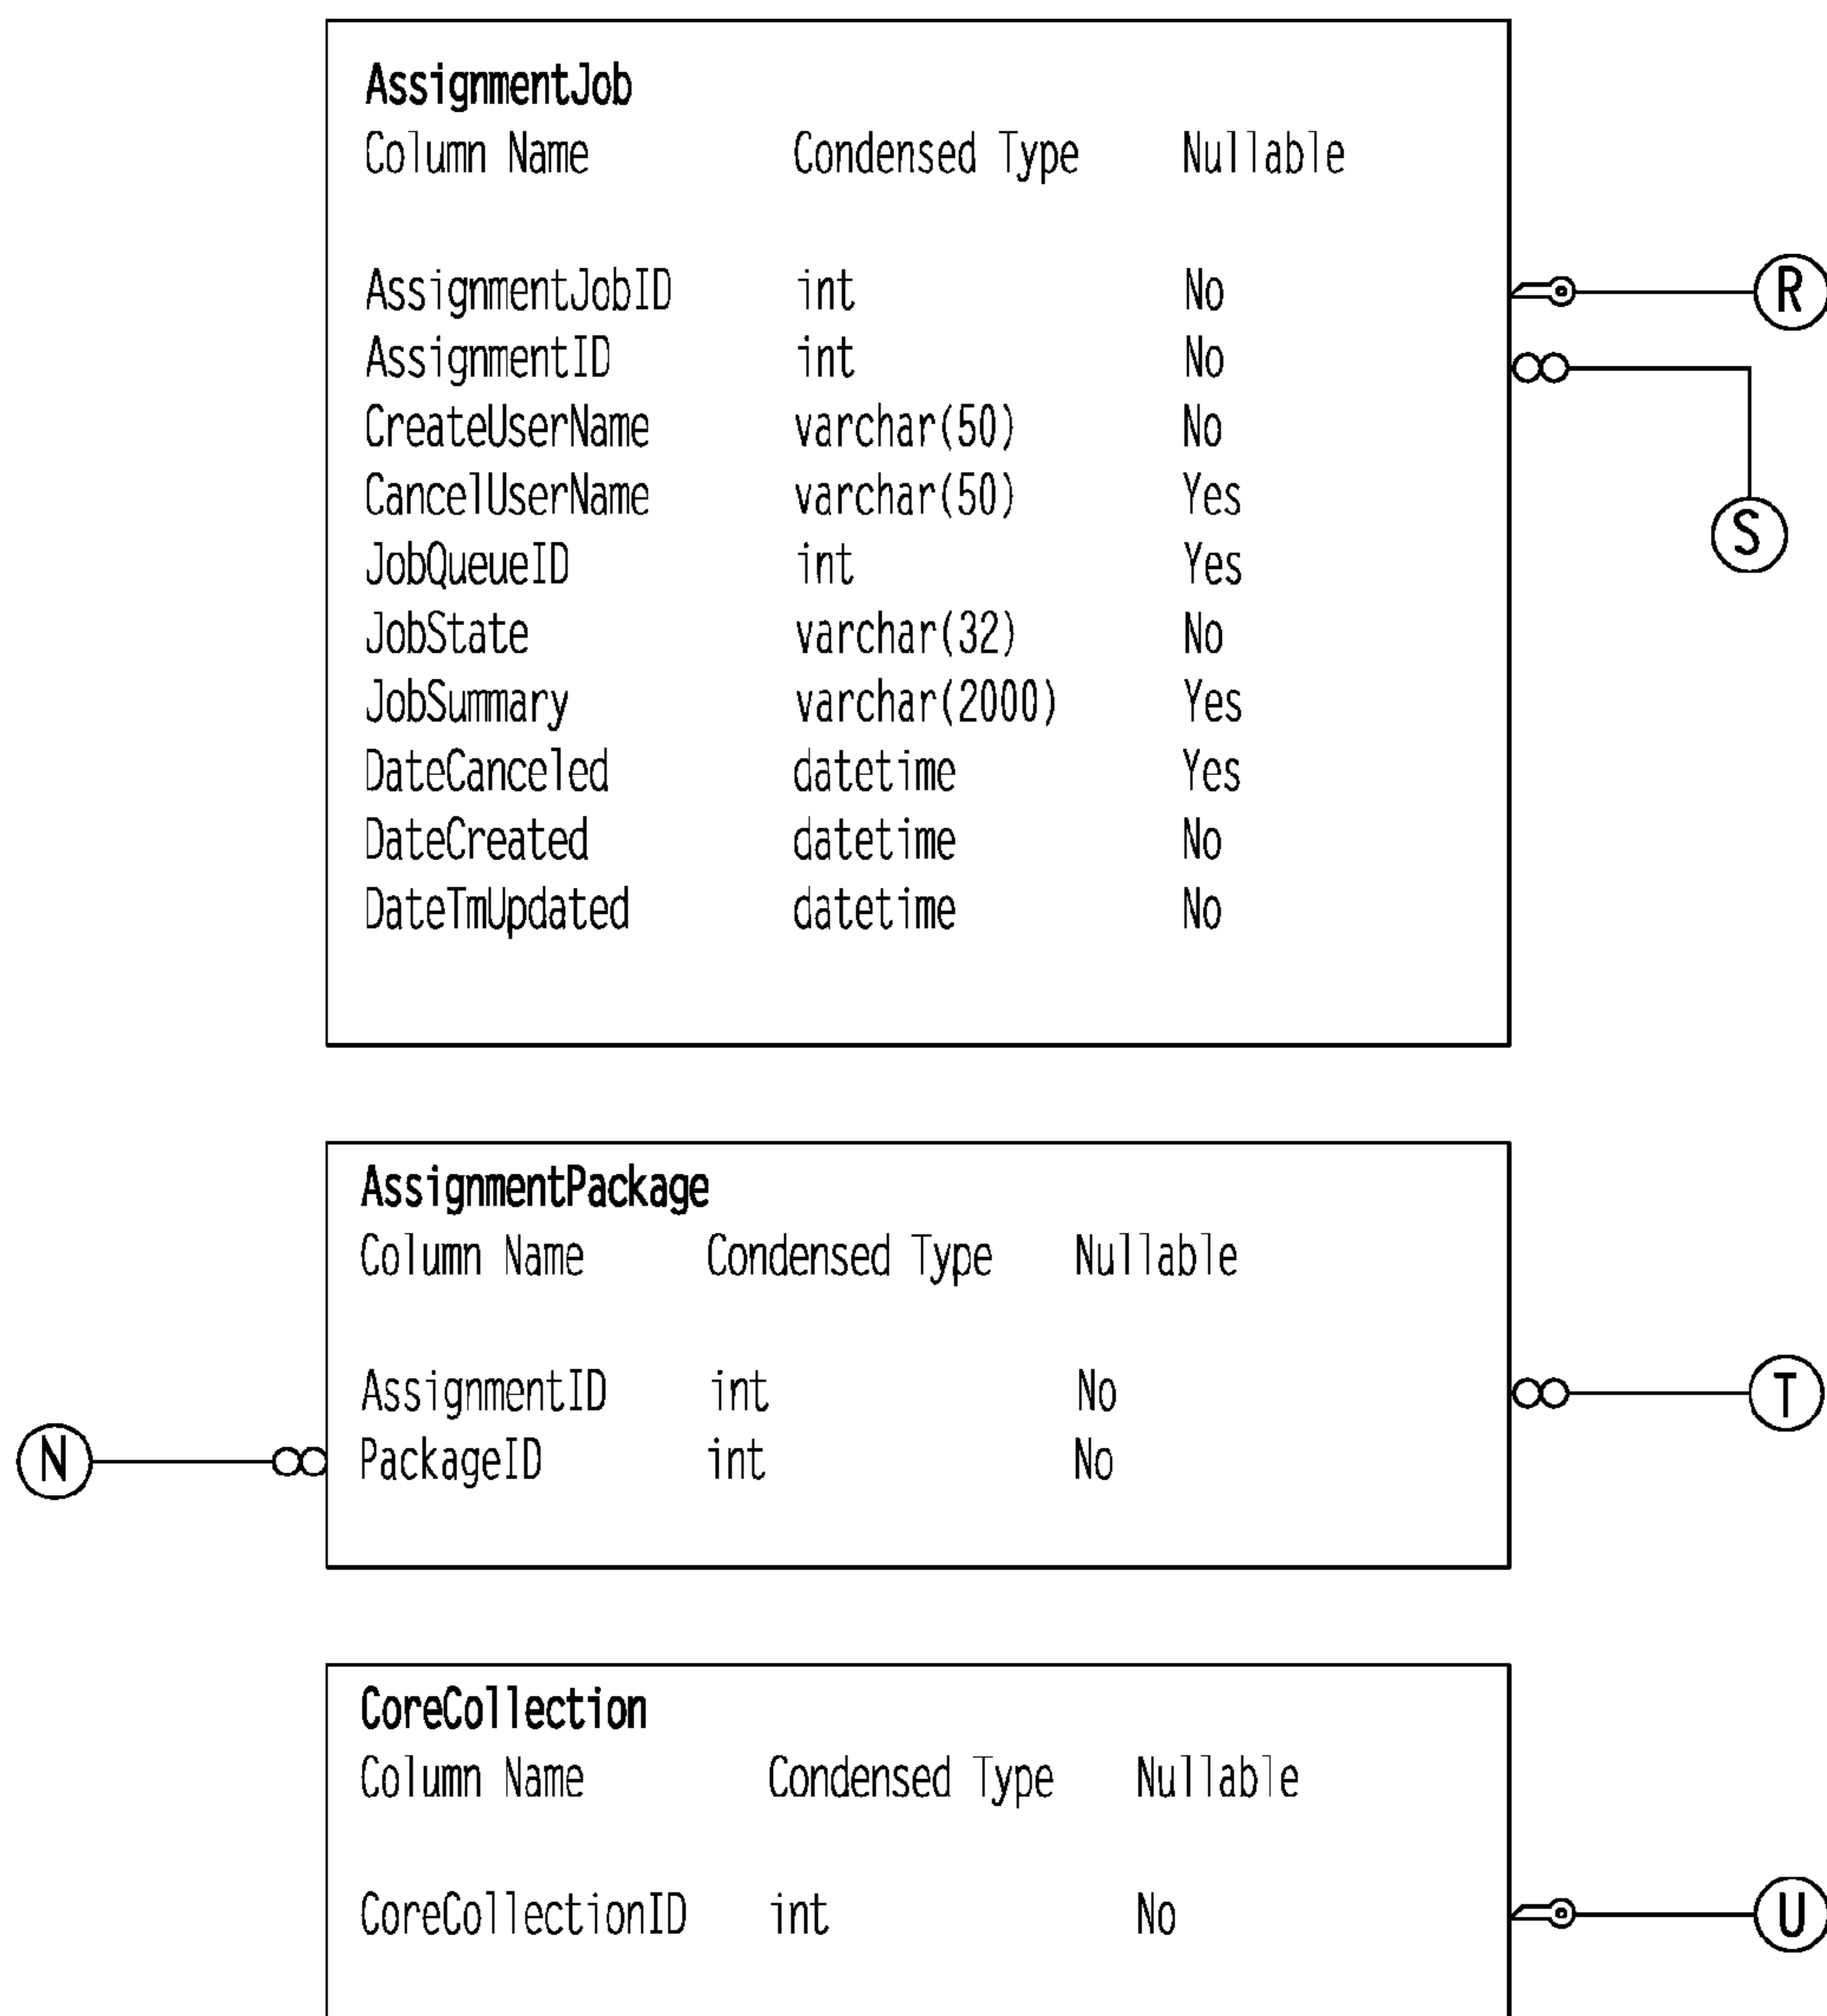 AssignmentJob
Column Name Condensed Type Nullable
AssignmentJobID int No
R
AssignmentID int No
CreateUserName varchar(50) No
CancelUserName varchar(50) Yes
S
JobQueueID int Yes
JobState varchar(32) No
JobSummary varchar(2000) Yes
DateCanceled datetime Yes
DateCreated datetime No
DateTmUpdated datetime No
AssignmentPackage
Column Name Condensed Type Nullable
AssignmentID int No
T
N
PackageID int No
CoreCollection
Column Name Condensed Type Nullable
CoreCollectionID int No
U